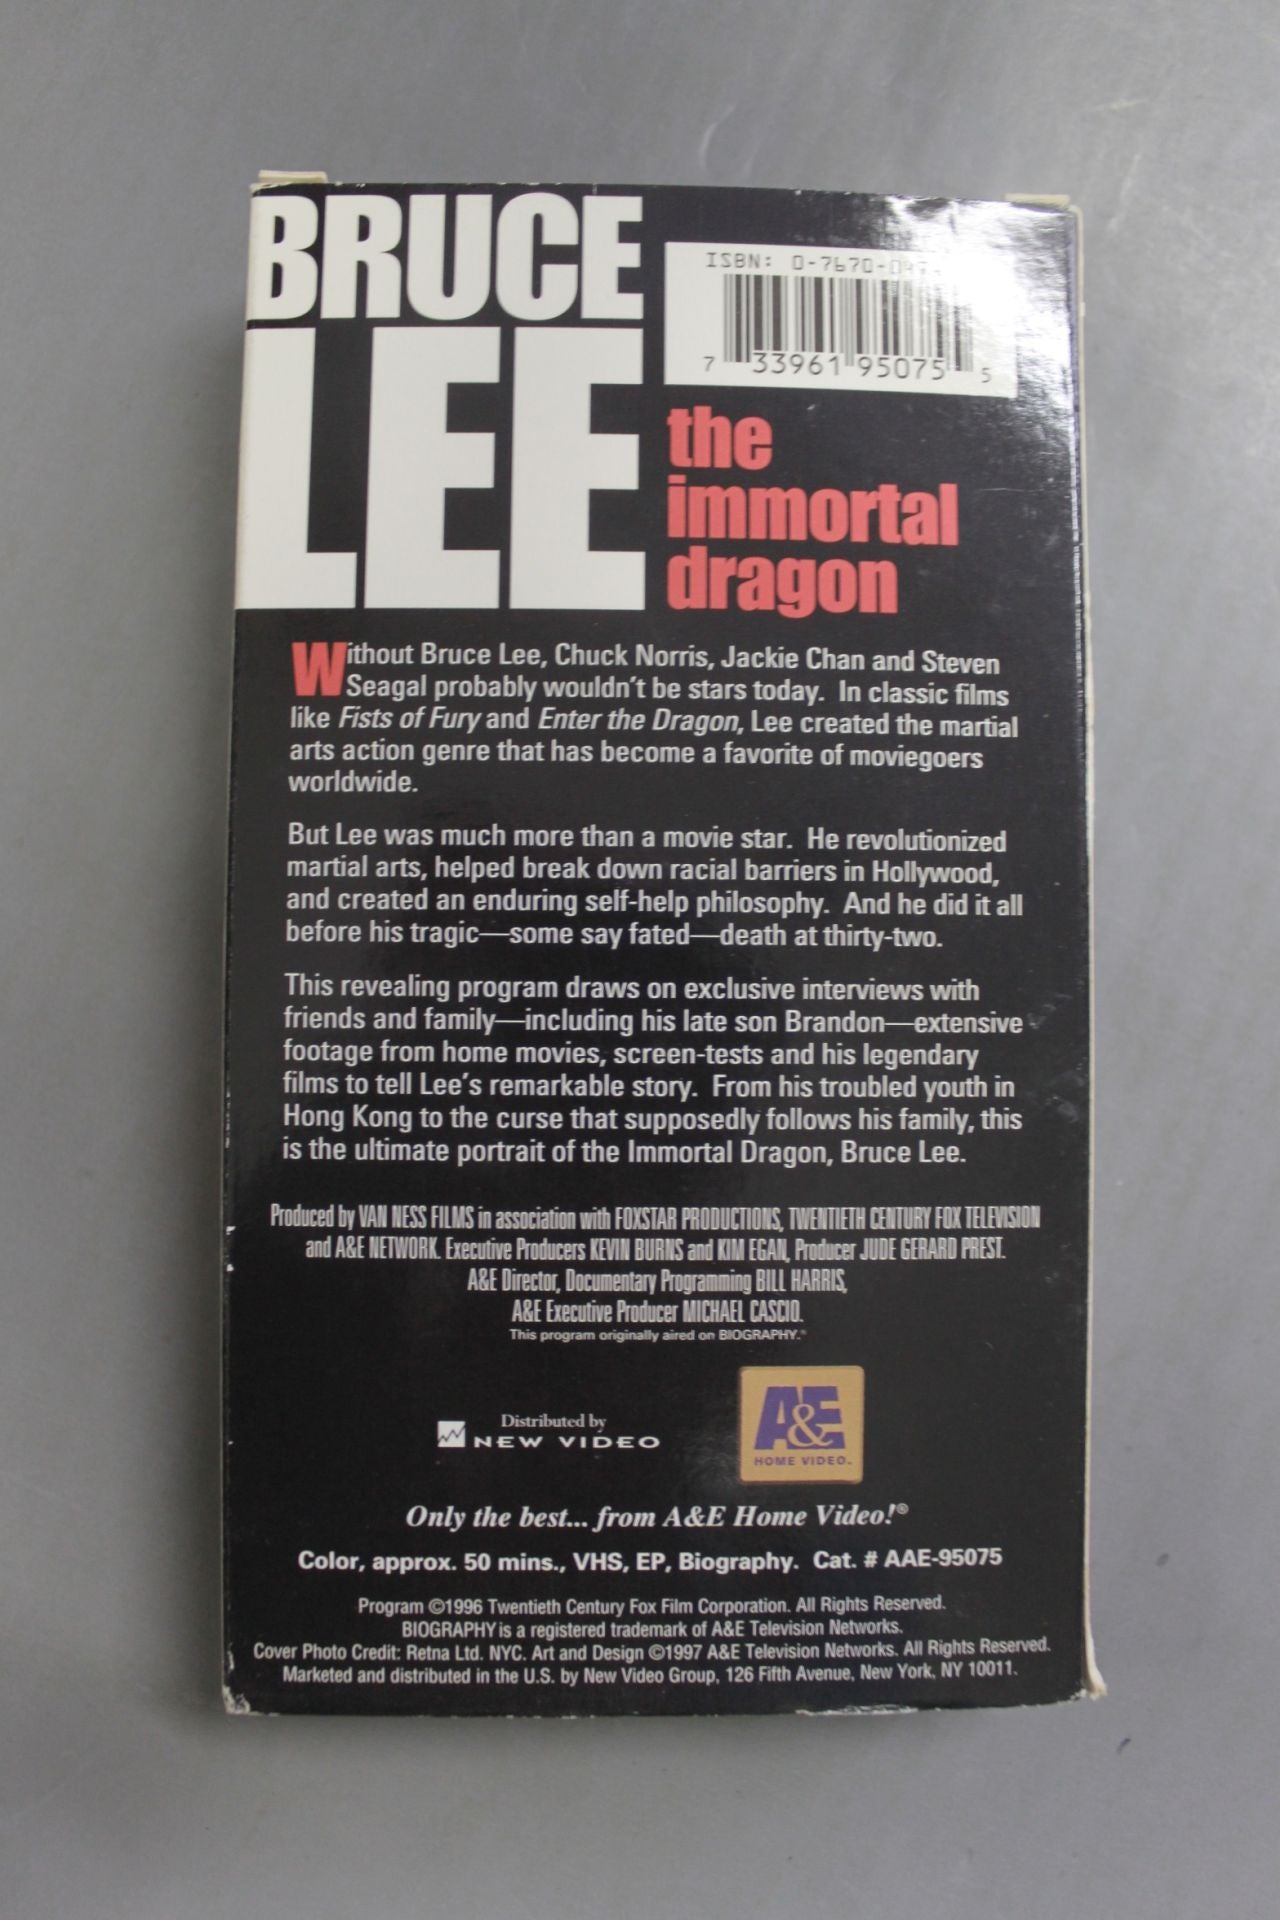 BRUCE
LEE
ISBN: 0-7670-
7 33961 95075 5
the
immortal
dragon
Without Bruce Lee, Chuck Norris, Jackie Chan and Steven
Seagal probably wouldn't be stars today. In classic films
like Fists of Fury and Enter the Dragon, Lee created the martial
arts action genre that has become a favorite of moviegoers
worldwide.
But Lee was much more than a movie star. He revolutionized
martial arts, helped break down racial barriers in Hollywood,
and created an enduring self-help philosophy. And he did it all
before his tragic—some say fated—death at thirty-two.
This revealing program draws on exclusive interviews with
friends and family—including his late son Brandon—extensive
footage from home movies, screen-tests and his legendary
films to tell Lee's remarkable story. From his troubled youth in
Hong Kong to the curse that supposedly follows his family, this
is the ultimate portrait of the Immortal Dragon, Bruce Lee.
Produced by VAN NESS FILMS in association with FOXSTAR PRODUCTIONS, TWENTIETH CENTURY FOX TELEVISION
and A&E NETWORK. Executive Producers KEVIN BURNS and KIM EGAN, Producer JUDE GERARD PREST.
A&E Director, Documentary Programming BILL HARRIS,
A&E Executive Producer MICHAEL CASCIO.
This program originally aired on BIOGRAPHY.®
Distributed by
NEW VIDEO
A&E
HOME VIDEO.
Only the best... from A&E Home Video!®
Color, approx. 50 mins., VHS, EP, Biography. Cat. # AAE-95075
Program ©1996 Twentieth Century Fox Film Corporation. All Rights Reserved.
BIOGRAPHY is a registered trademark of A&E Television Networks.
Cover Photo Credit: Retna Ltd. NYC. Art and Design ©1997 A&E Television Networks. All Rights Reserved.
Marketed and distributed in the U.S. by New Video Group, 126 Fifth Avenue, New York, NY 10011.